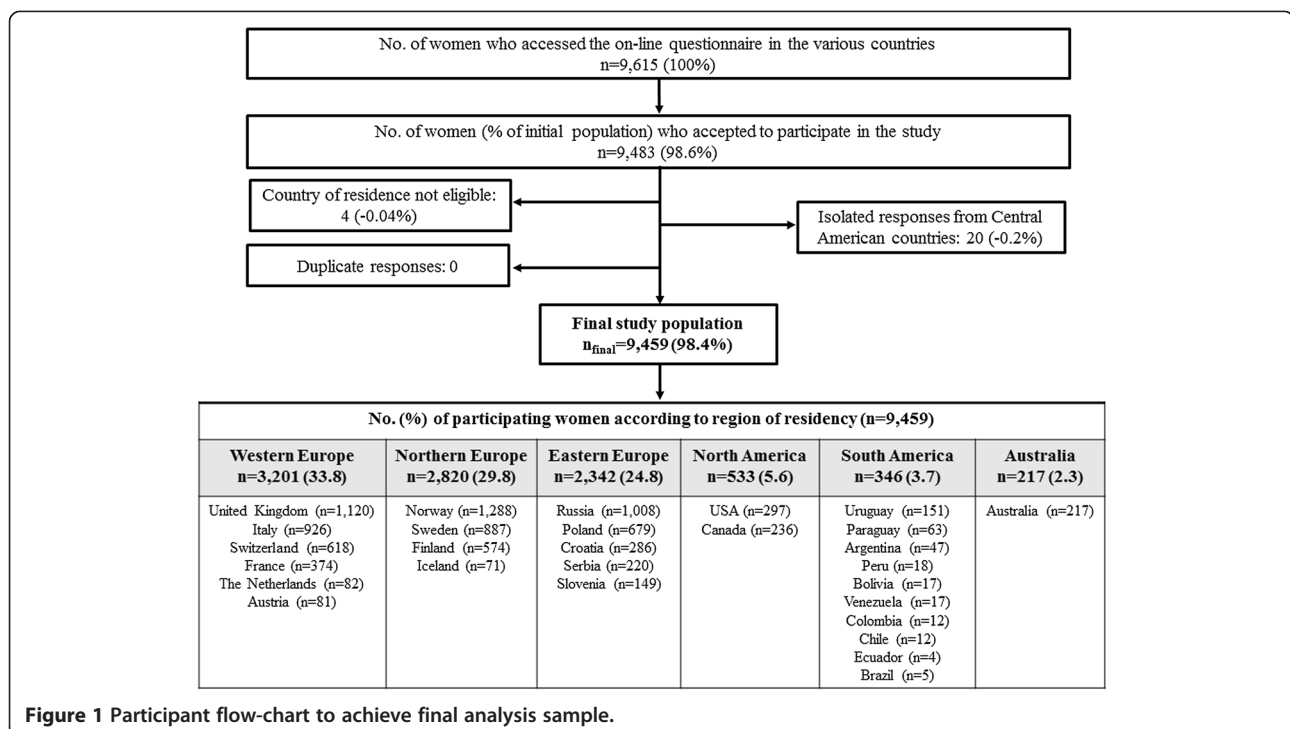 No. of women who accessed the on-line questionnaire in the various countries
n=9,615 (100%)
No. of women (% of initial population) who accepted to participate in the study
n=9,483 (98.6%)
Country of residence not eligible:
4 (-0.04%)
Isolated responses from Central
American countries: 20 (-0.2%)
Duplicate responses: 0
Final study population
nfinal=9,459 (98.4%)
No. (%) of participating women according to region of residency (n=9,459)
Western Europe
n=3,201 (33.8)
Northern Europe
n=2,820 (29.8)
Eastern Europe
n=2,342 (24.8)
North America
n=533 (5.6)
South America
n=346 (3.7)
Australia
n=217 (2.3)
United Kingdom (n=1,120)
Italy (n=926)
Switzerland (n=618)
France (n=374)
The Netherlands (n=82)
Austria (n=81)
Norway (n=1,288)
Sweden (n=887)
Finland (n=574)
Iceland (n=71)
Russia (n=1,008)
Poland (n=679)
Croatia (n=286)
Serbia (n=220)
Slovenia (n=149)
USA (n=297)
Canada (n=236)
Uruguay (n=151)
Paraguay (n=63)
Argentina (n=47)
Peru (n=18)
Bolivia (n=17)
Venezuela (n=17)
Colombia (n=12)
Chile (n=12)
Ecuador (n=4)
Brazil (n=5)
Australia (n=217)
Figure 1 Participant flow-chart to achieve final analysis sample.